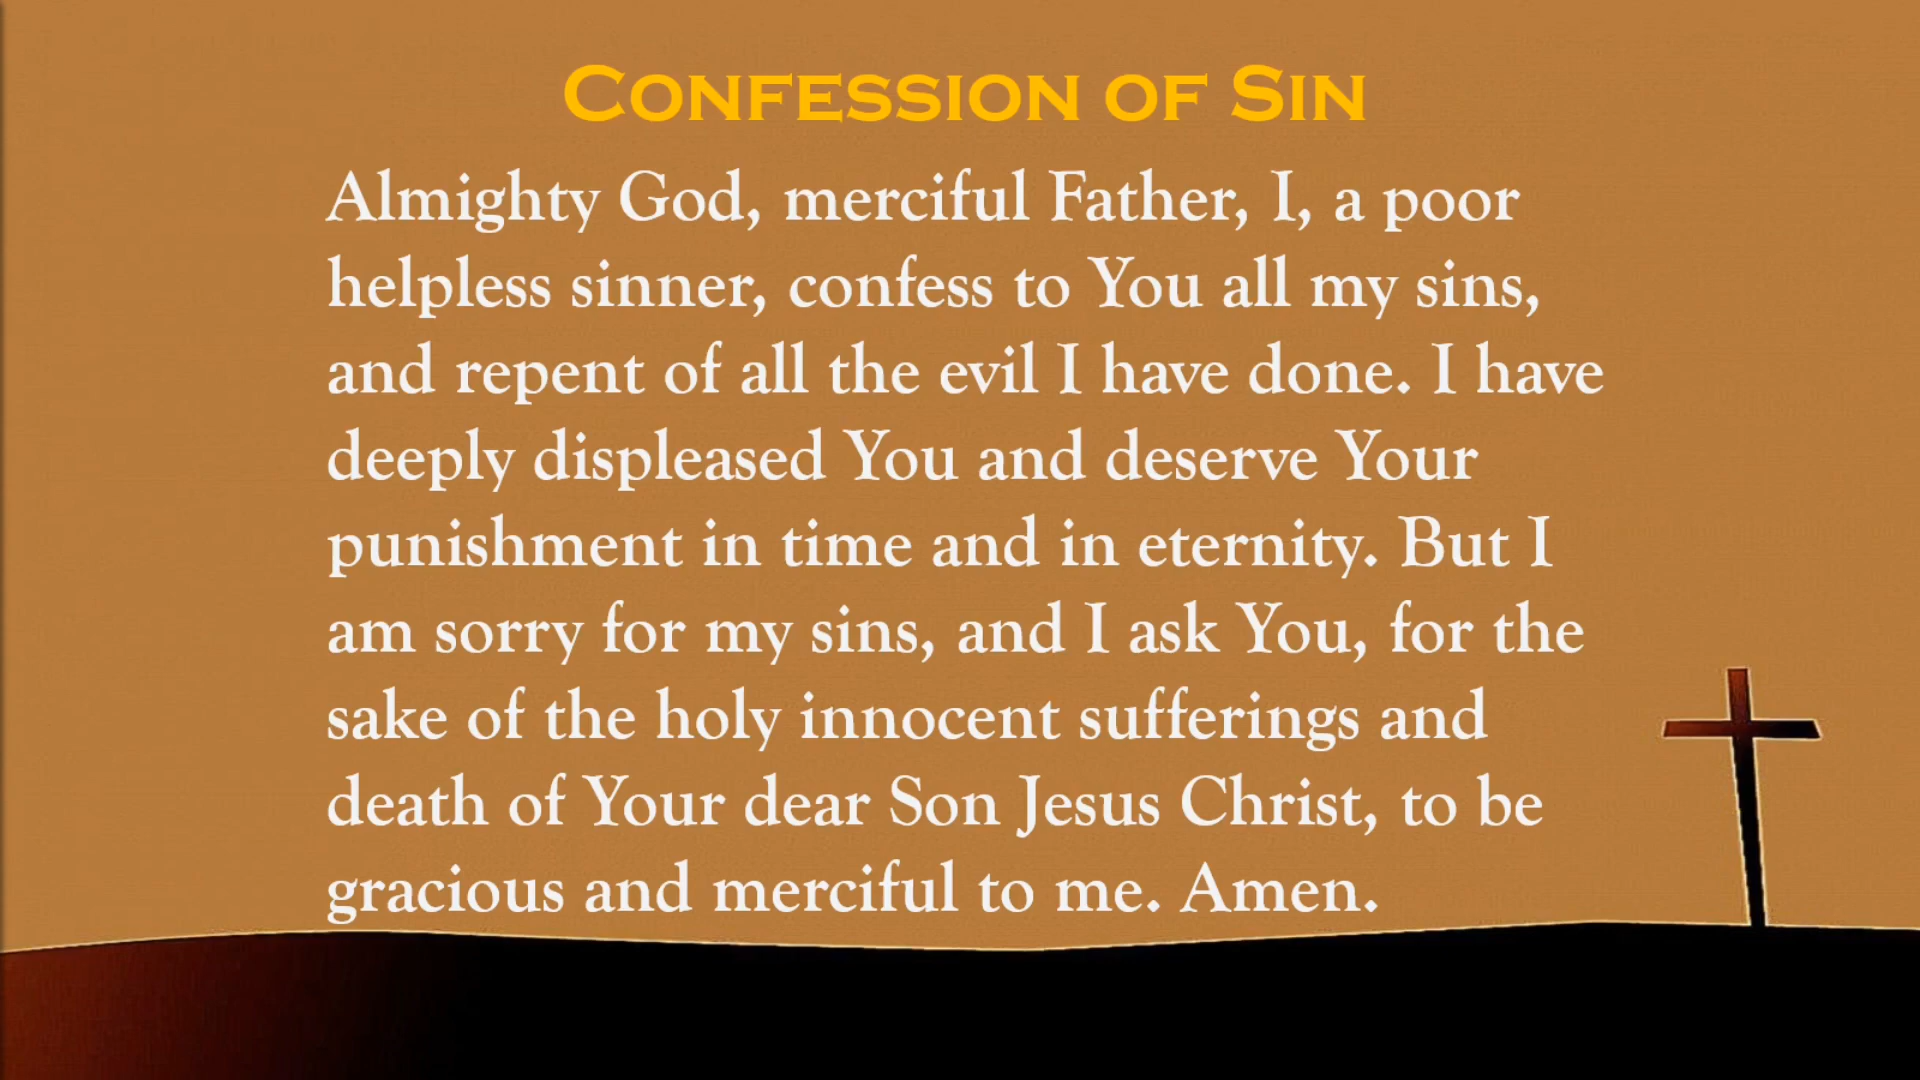 Confession of Sin
Almighty God, merciful Father, I, a poor
helpless sinner, confess to You all my sins,
and repent of all the evil I have done. I have
deeply displeased You and deserve Your
punishment in time and in eternity. But I
am sorry for my sins, and I ask You, for the
sake of the holy innocent sufferings and
death of Your dear Son Jesus Christ, to be
gracious and merciful to me. Amen.